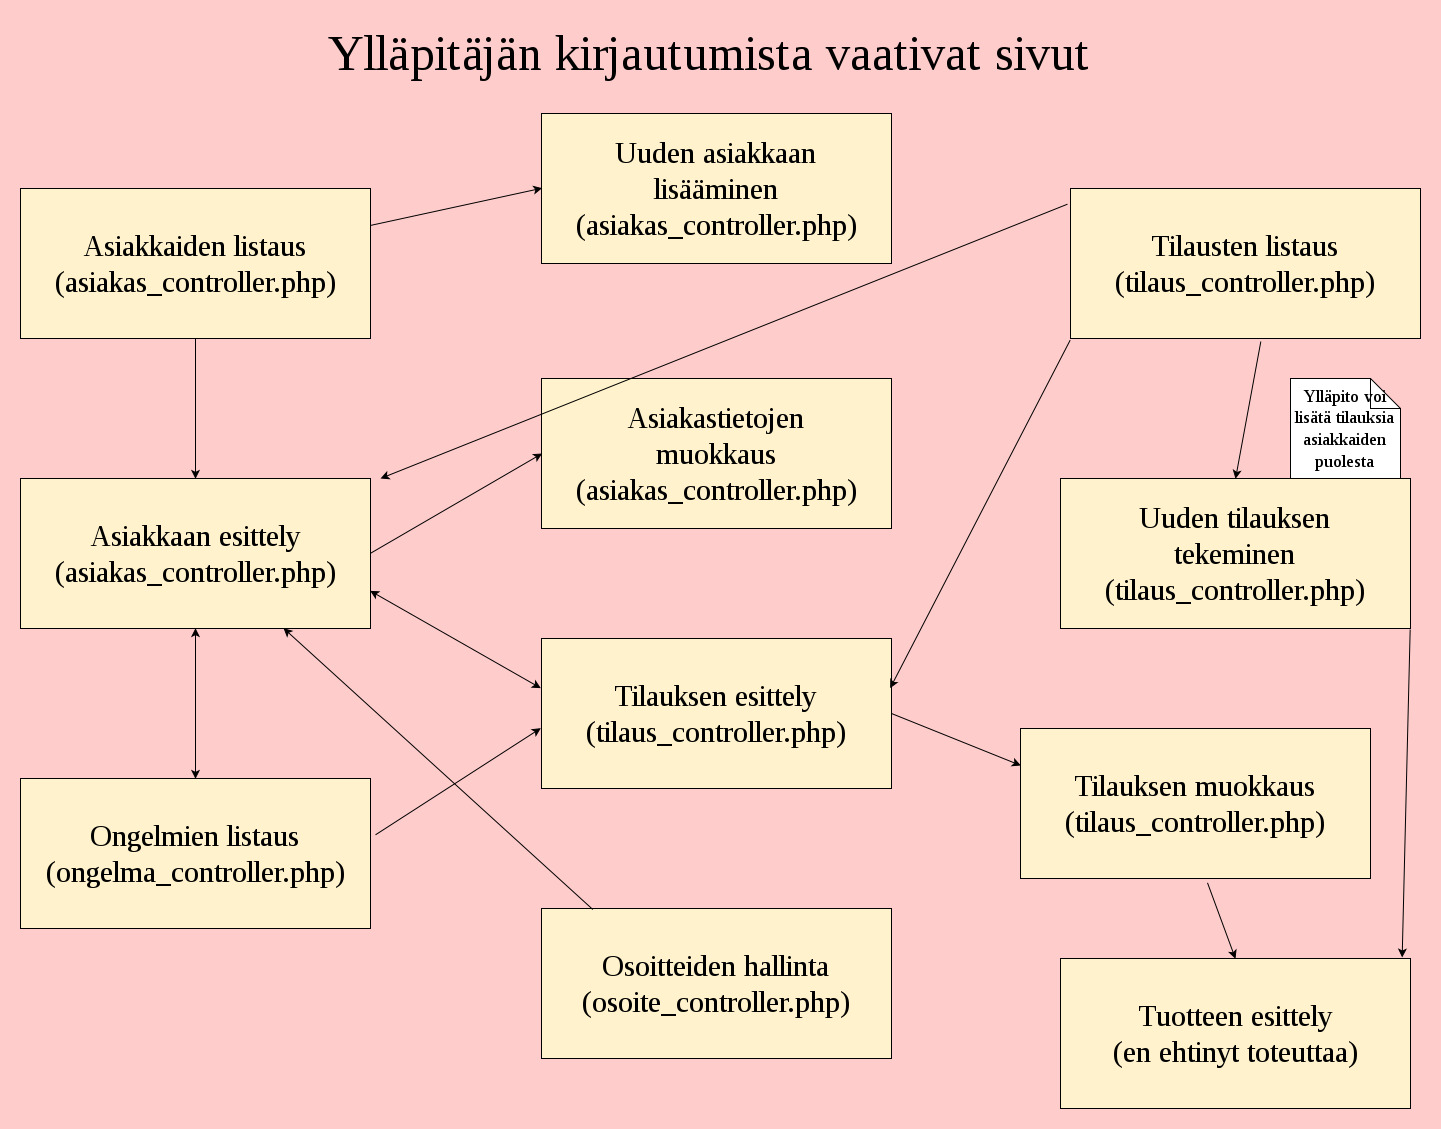 Ylläpitäjän kirjautumista vaativat sivut
Uuden asiakkaan
lisääminen
(asiakas_controller.php)
Asiakkaiden listaus
(asiakas_controller.php)
Tilausten listaus
(tilaus_controller.php)
Asiakastietojen
muokkaus
(asiakas_controller.php)
Ylläpito voi
lisätä tilauksia
asiakkaiden
puolesta
Asiakkaan esittely
(asiakas_controller.php)
Uuden tilauksen
tekeminen
(tilaus_controller.php)
Tilauksen esittely
(tilaus_controller.php)
Tilauksen muokkaus
(tilaus_controller.php)
Ongelmien listaus
(ongelma_controller.php)
Osoitteiden hallinta
(osoite_controller.php)
Tuotteen esittely
(en ehtinyt toteuttaa)